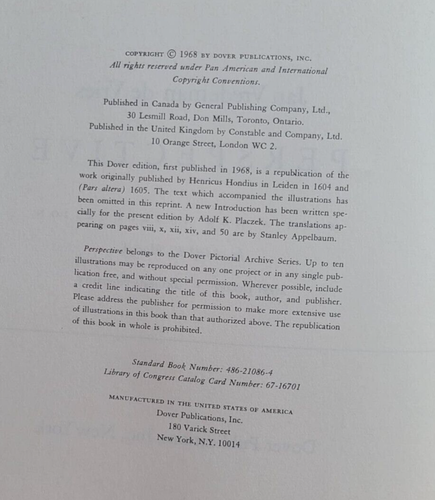 COPYRIGHT © 1968 BY DOVER PUBLICATIONS, INC.
All rights reserved under Pan American and International
Copyright Conventions.
Published in Canada by General Publishing Company, Ltd.,
30 Lesmill Road, Don Mills, Toronto, Ontario.
Published in the United Kingdom by Constable and Company, Ltd.
10 Orange Street, London WC 2.
This Dover edition, first published in 1968, is a republication of the
work originally published by Henricus Hondius in Leiden in 1604 and
(Pars altera) 1605. The text which accompanied the illustrations has
been omitted in this reprint. A new Introduction has been written spe-
cially for the present edition by Adolf K. Placzek. The translations ap-
pearing on pages viii, x, xii, xiv, and 50 are by Stanley Appelbaum.
Perspective belongs to the Dover Pictorial Archive Series. Up to ten
illustrations may be reproduced on any one project or in any single pub-
lication free, and without special permission. Wherever possible, include
a credit line indicating the title of this book, author, and publisher.
Please address the publisher for permission to make more extensive use
of illustrations in this book than that authorized above. The republication
of this book in whole is prohibited.
Standard Book Number: 486-21086-4
Library of Congress Catalog Card Number: 67-16701
MANUFACTURED IN THE UNITED STATES OF AMERICA
Dover Publications, Inc.
180 Varick Street
New York, N.Y. 10014